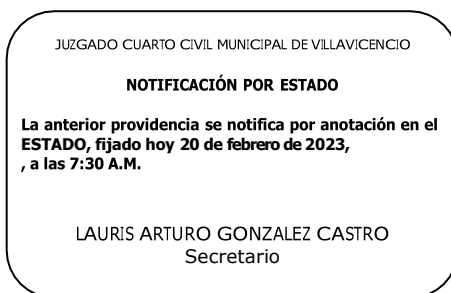 JUZGADO CUARTO CIVIL MUNICIPAL DE VILLAVICENCIO
NOTIFICACIÓN POR ESTADO
La anterior providencia se notifica por anotación en el
ESTADO, fijado hoy 20 de febrero de 2023,
, a las 7:30 A.M.
LAURIS ARTURO GONZALEZ CASTRO
Secretario